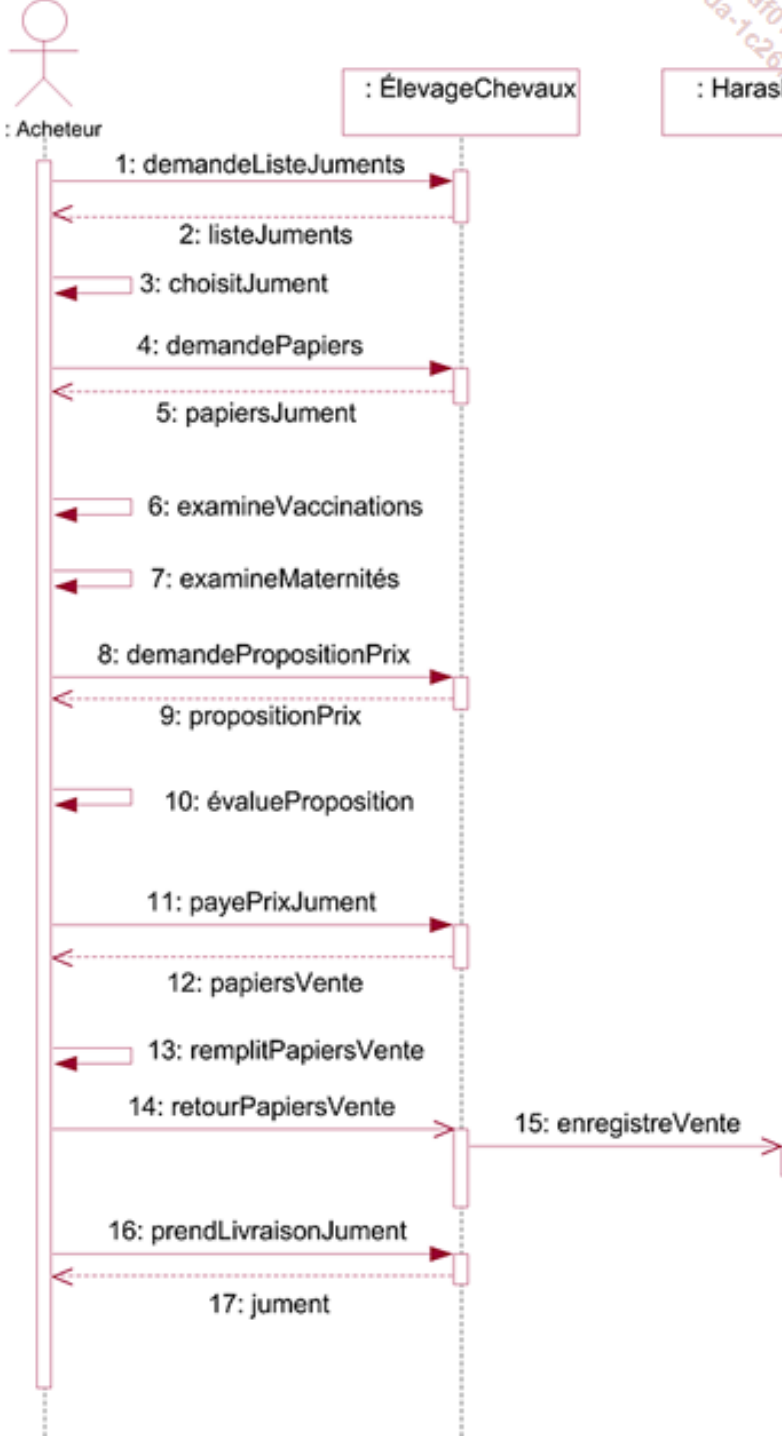 : Acheteur
: ÉlevageChevaux
: Haras
1: demandeListeJuments
2: listeJuments
3: choisitJument
4: demandePapiers
5: papiersJument
6: examineVaccinations
7: examineMaternités
8: demandePropositionPrix
9: propositionPrix
10: évalueProposition
11: payePrixJument
12: papiersVente
13: remplitPapiersVente
14: retourPapiersVente
15: enregistreVente
16: prendLivraisonJument
17: jument